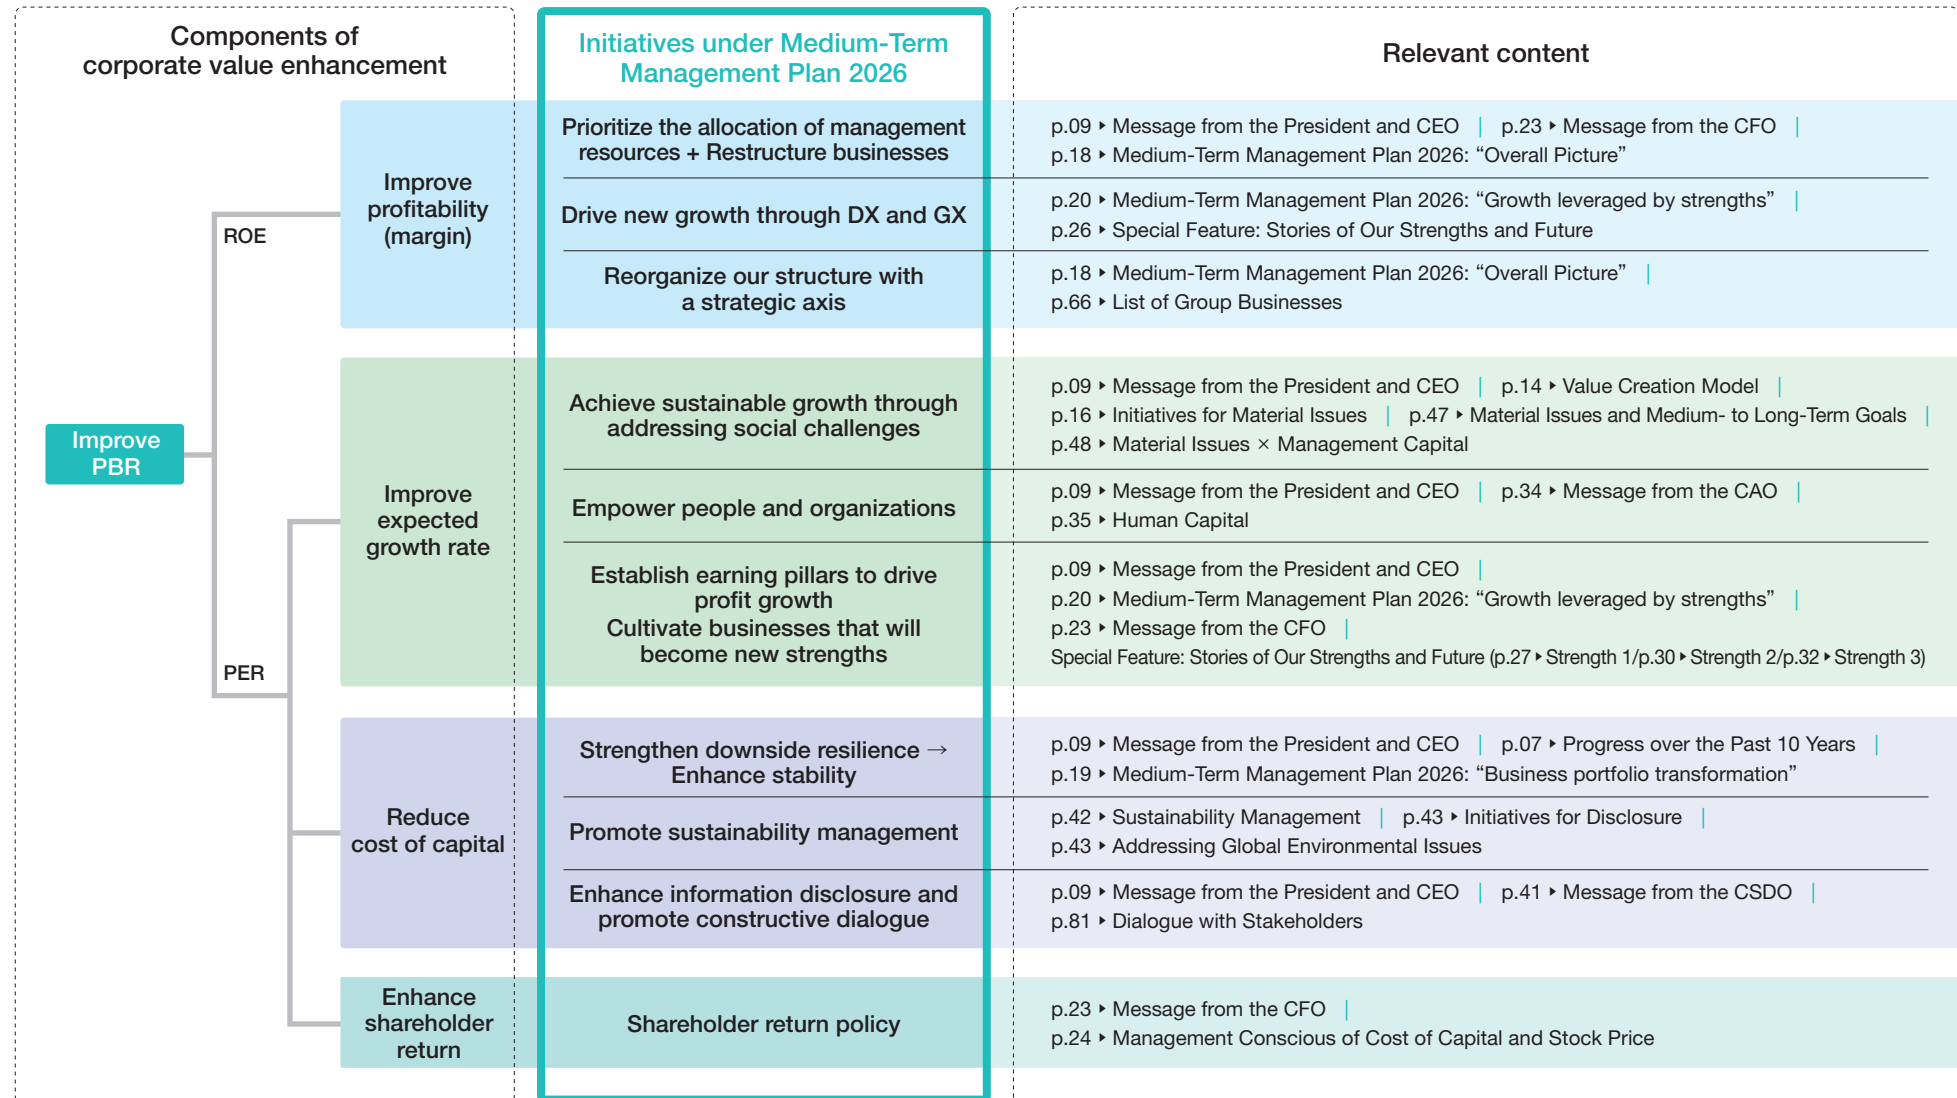 Components of
corporate value enhancement
Initiatives under Medium-Term
Management Plan 2026
Relevant content
Improve
PBR
ROE
PER
Improve
profitability
(margin)
Prioritize the allocation of management
resources + Restructure businesses
p.09 ▸ Message from the President and CEO | p.23 ▸ Message from the CFO |
p.18 ▸ Medium-Term Management Plan 2026: “Overall Picture”
Drive new growth through DX and GX
p.20 ▸ Medium-Term Management Plan 2026: “Growth leveraged by strengths” |
p.26 ▸ Special Feature: Stories of Our Strengths and Future
Reorganize our structure with
a strategic axis
p.18 ▸ Medium-Term Management Plan 2026: “Overall Picture” |
p.66 ▸ List of Group Businesses
Improve
expected
growth rate
Achieve sustainable growth through
addressing social challenges
p.09 ▸ Message from the President and CEO | p.14 ▸ Value Creation Model |
p.16 ▸ Initiatives for Material Issues | p.47 ▸ Material Issues and Medium- to Long-Term Goals |
p.48 ▸ Material Issues × Management Capital
Empower people and organizations
p.09 ▸ Message from the President and CEO | p.34 ▸ Message from the CAO |
p.35 ▸ Human Capital
Establish earning pillars to drive
profit growth
Cultivate businesses that will
become new strengths
p.09 ▸ Message from the President and CEO |
p.20 ▸ Medium-Term Management Plan 2026: “Growth leveraged by strengths” |
p.23 ▸ Message from the CFO |
Special Feature: Stories of Our Strengths and Future (p.27 ▸ Strength 1/p.30 ▸ Strength 2/p.32 ▸ Strength 3)
Reduce
cost of capital
Strengthen downside resilience →
Enhance stability
p.09 ▸ Message from the President and CEO | p.07 ▸ Progress over the Past 10 Years |
p.19 ▸ Medium-Term Management Plan 2026: “Business portfolio transformation”
Promote sustainability management
p.42 ▸ Sustainability Management | p.43 ▸ Initiatives for Disclosure |
p.43 ▸ Addressing Global Environmental Issues
Enhance information disclosure and
promote constructive dialogue
p.09 ▸ Message from the President and CEO | p.41 ▸ Message from the CSDO |
p.81 ▸ Dialogue with Stakeholders
Enhance
shareholder
return
Shareholder return policy
p.23 ▸ Message from the CFO |
p.24 ▸ Management Conscious of Cost of Capital and Stock Price